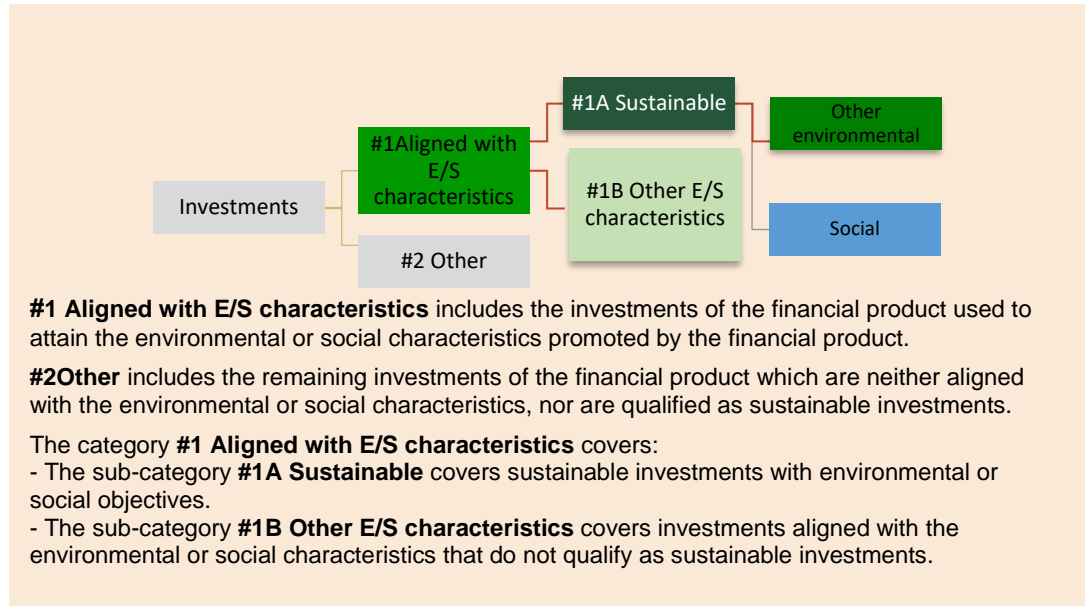 #1A Sustainable
Other
environmental
#1Aligned with
E/S
characteristics
#1B Other E/S
characteristics
Investments
Social
#2 Other
#1 Aligned with E/S characteristics includes the investments of the financial product used to
attain the environmental or social characteristics promoted by the financial product.
#2Other includes the remaining investments of the financial product which are neither aligned
with the environmental or social characteristics, nor are qualified as sustainable investments.
The category #1 Aligned with E/S characteristics covers:
- The sub-category #1A Sustainable covers sustainable investments with environmental or
social objectives.
- The sub-category #1B Other E/S characteristics covers investments aligned with the
environmental or social characteristics that do not qualify as sustainable investments.